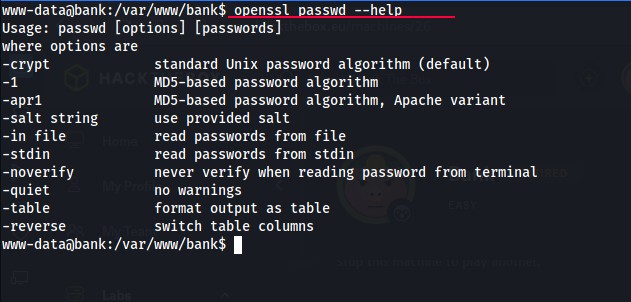 www-data@bank:/var/www/bank$ openssl passwd --help
Usage: passwd [options] [passwords]
where options are
-crypt standard Unix password algorithm (default)
-1 MD5-based password algorithm
-apr1 MD5-based password algorithm, Apache variant
-salt string use provided salt
-in file read passwords from file
-stdin read passwords from stdin
-noverify never verify when reading password from terminal
-quiet no warnings
-table format output as table
-reverse switch table columns
www-data@bank:/var/www/bank$
Labs